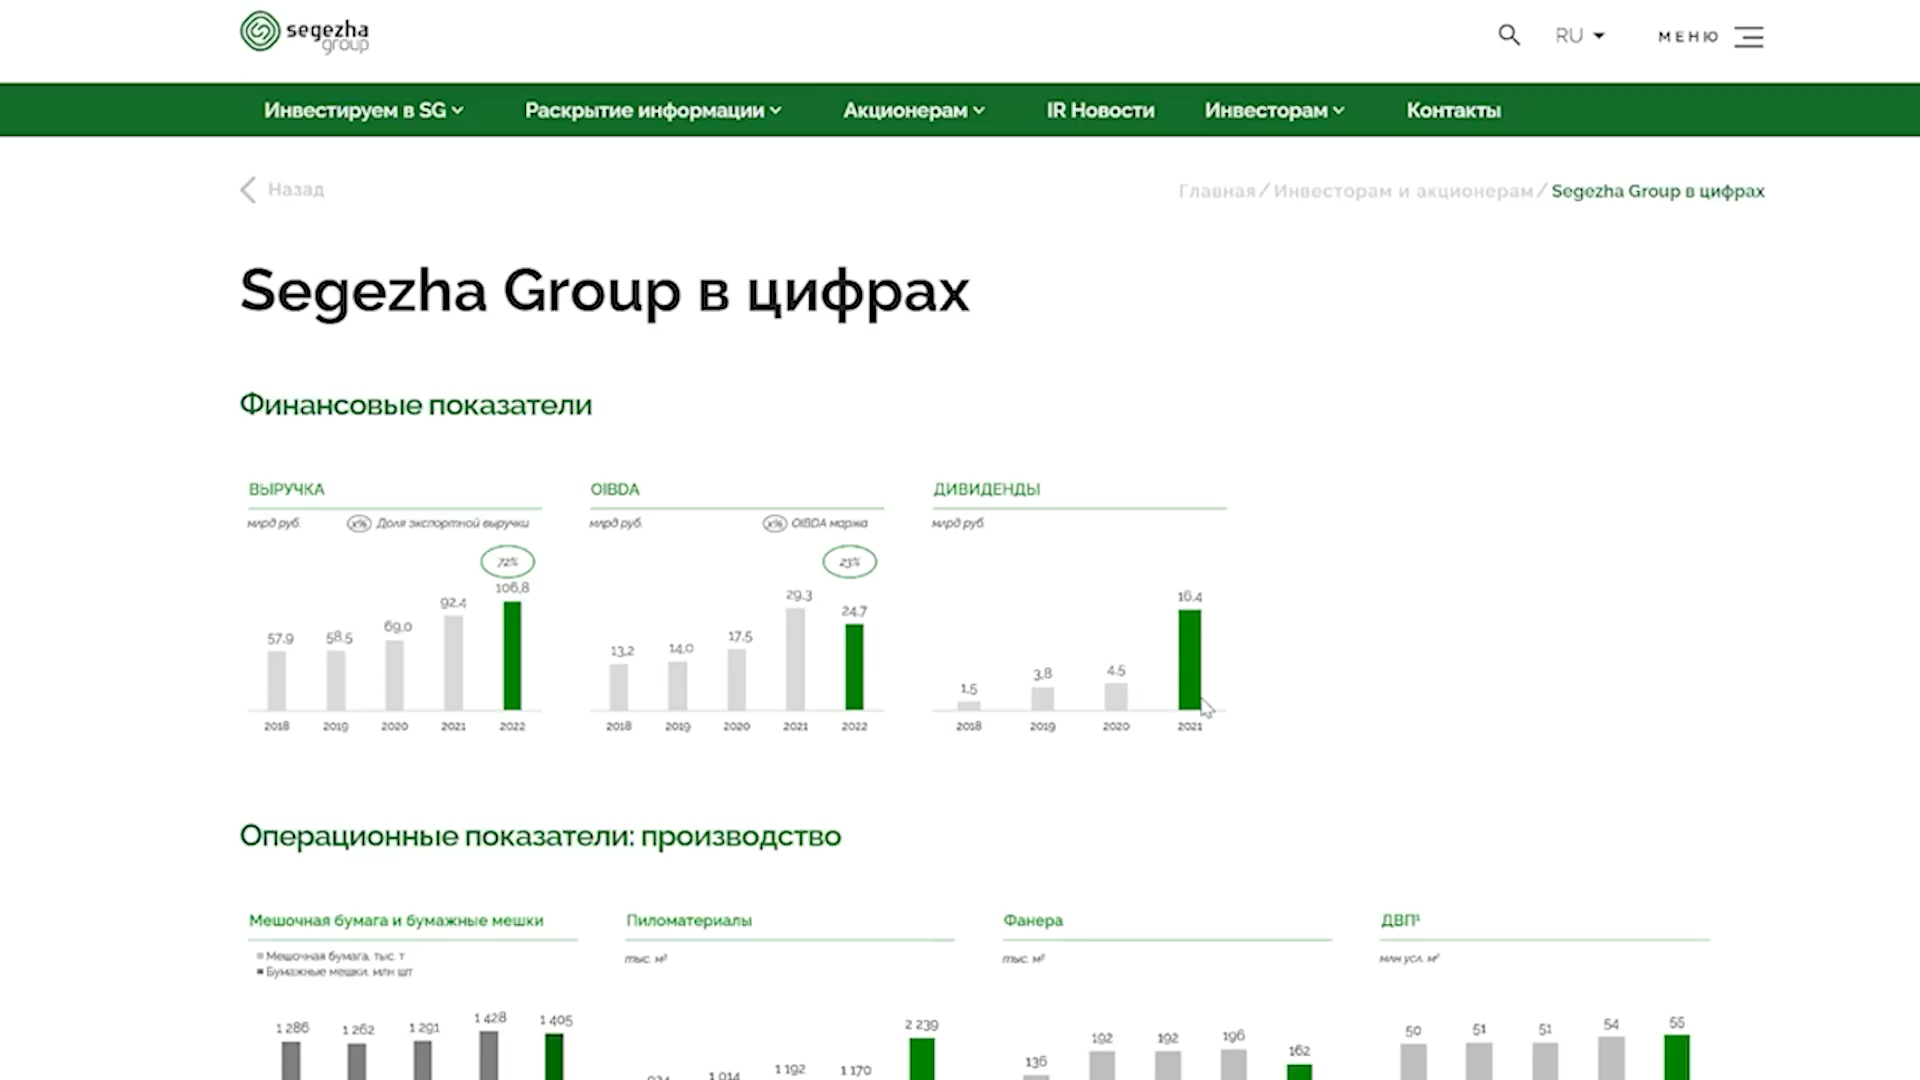 segezha
group
RU
МЕНЮ
Инвестируем в SG
Раскрытие информации
Акционерам
IR Новости
Инвесторам
Контакты
Назад
Главная / Инвесторам и акционерам / Segezha Group в цифрах
Segezha Group в цифрах
Финансовые показатели
ВЫРУЧКА
млрд руб.
x% Доля экспортной выручки
72%
57,9
58,5
69,0
92,4
106,8
2018 2019 2020 2021 2022
OIBDA
млрд руб.
x% OIBDA маржа
23%
13,2
14,0
17,5
29,3
24,7
2018 2019 2020 2021 2022
ДИВИДЕНДЫ
млрд руб.
1,5
3,8
4,5
16,4
2018 2019 2020 2021
Операционные показатели: производство
Мешочная бумага и бумажные мешки
Мешочная бумага, тыс. т
Бумажные мешки, млн шт
1 286 1 262 1 291 1 428 1 405
Пиломатериалы
тыс. м³
1 014 1 192 1 170 2 239
Фанера
тыс. м³
136 192 192 196 162
ДВП¹
млн усл. м²
50 51 51 54 55